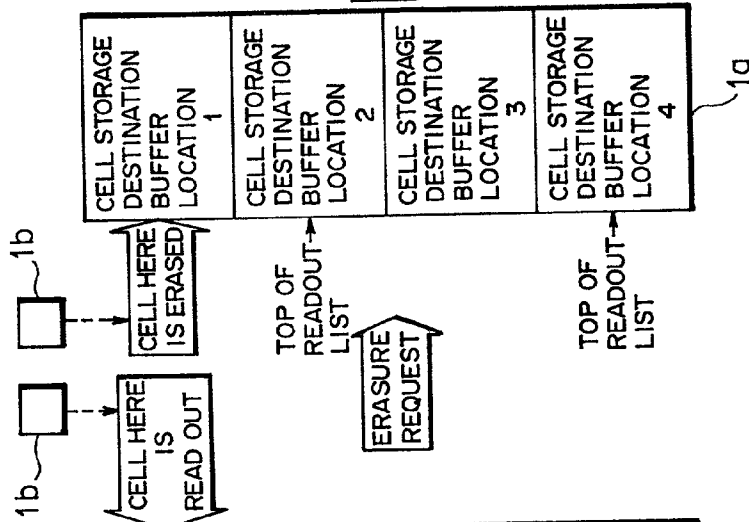 1b
CELL HERE
IS
READ OUT
1b
CELL HERE
IS ERASED
CELL STORAGE
DESTINATION
BUFFER
LOCATION
1
TOP OF
READOUT
LIST
CELL STORAGE
DESTINATION
BUFFER
LOCATION
2
ERASURE
REQUEST
CELL STORAGE
DESTINATION
BUFFER
LOCATION
3
TOP OF
READOUT
LIST
CELL STORAGE
DESTINATION
BUFFER
LOCATION
4
1a